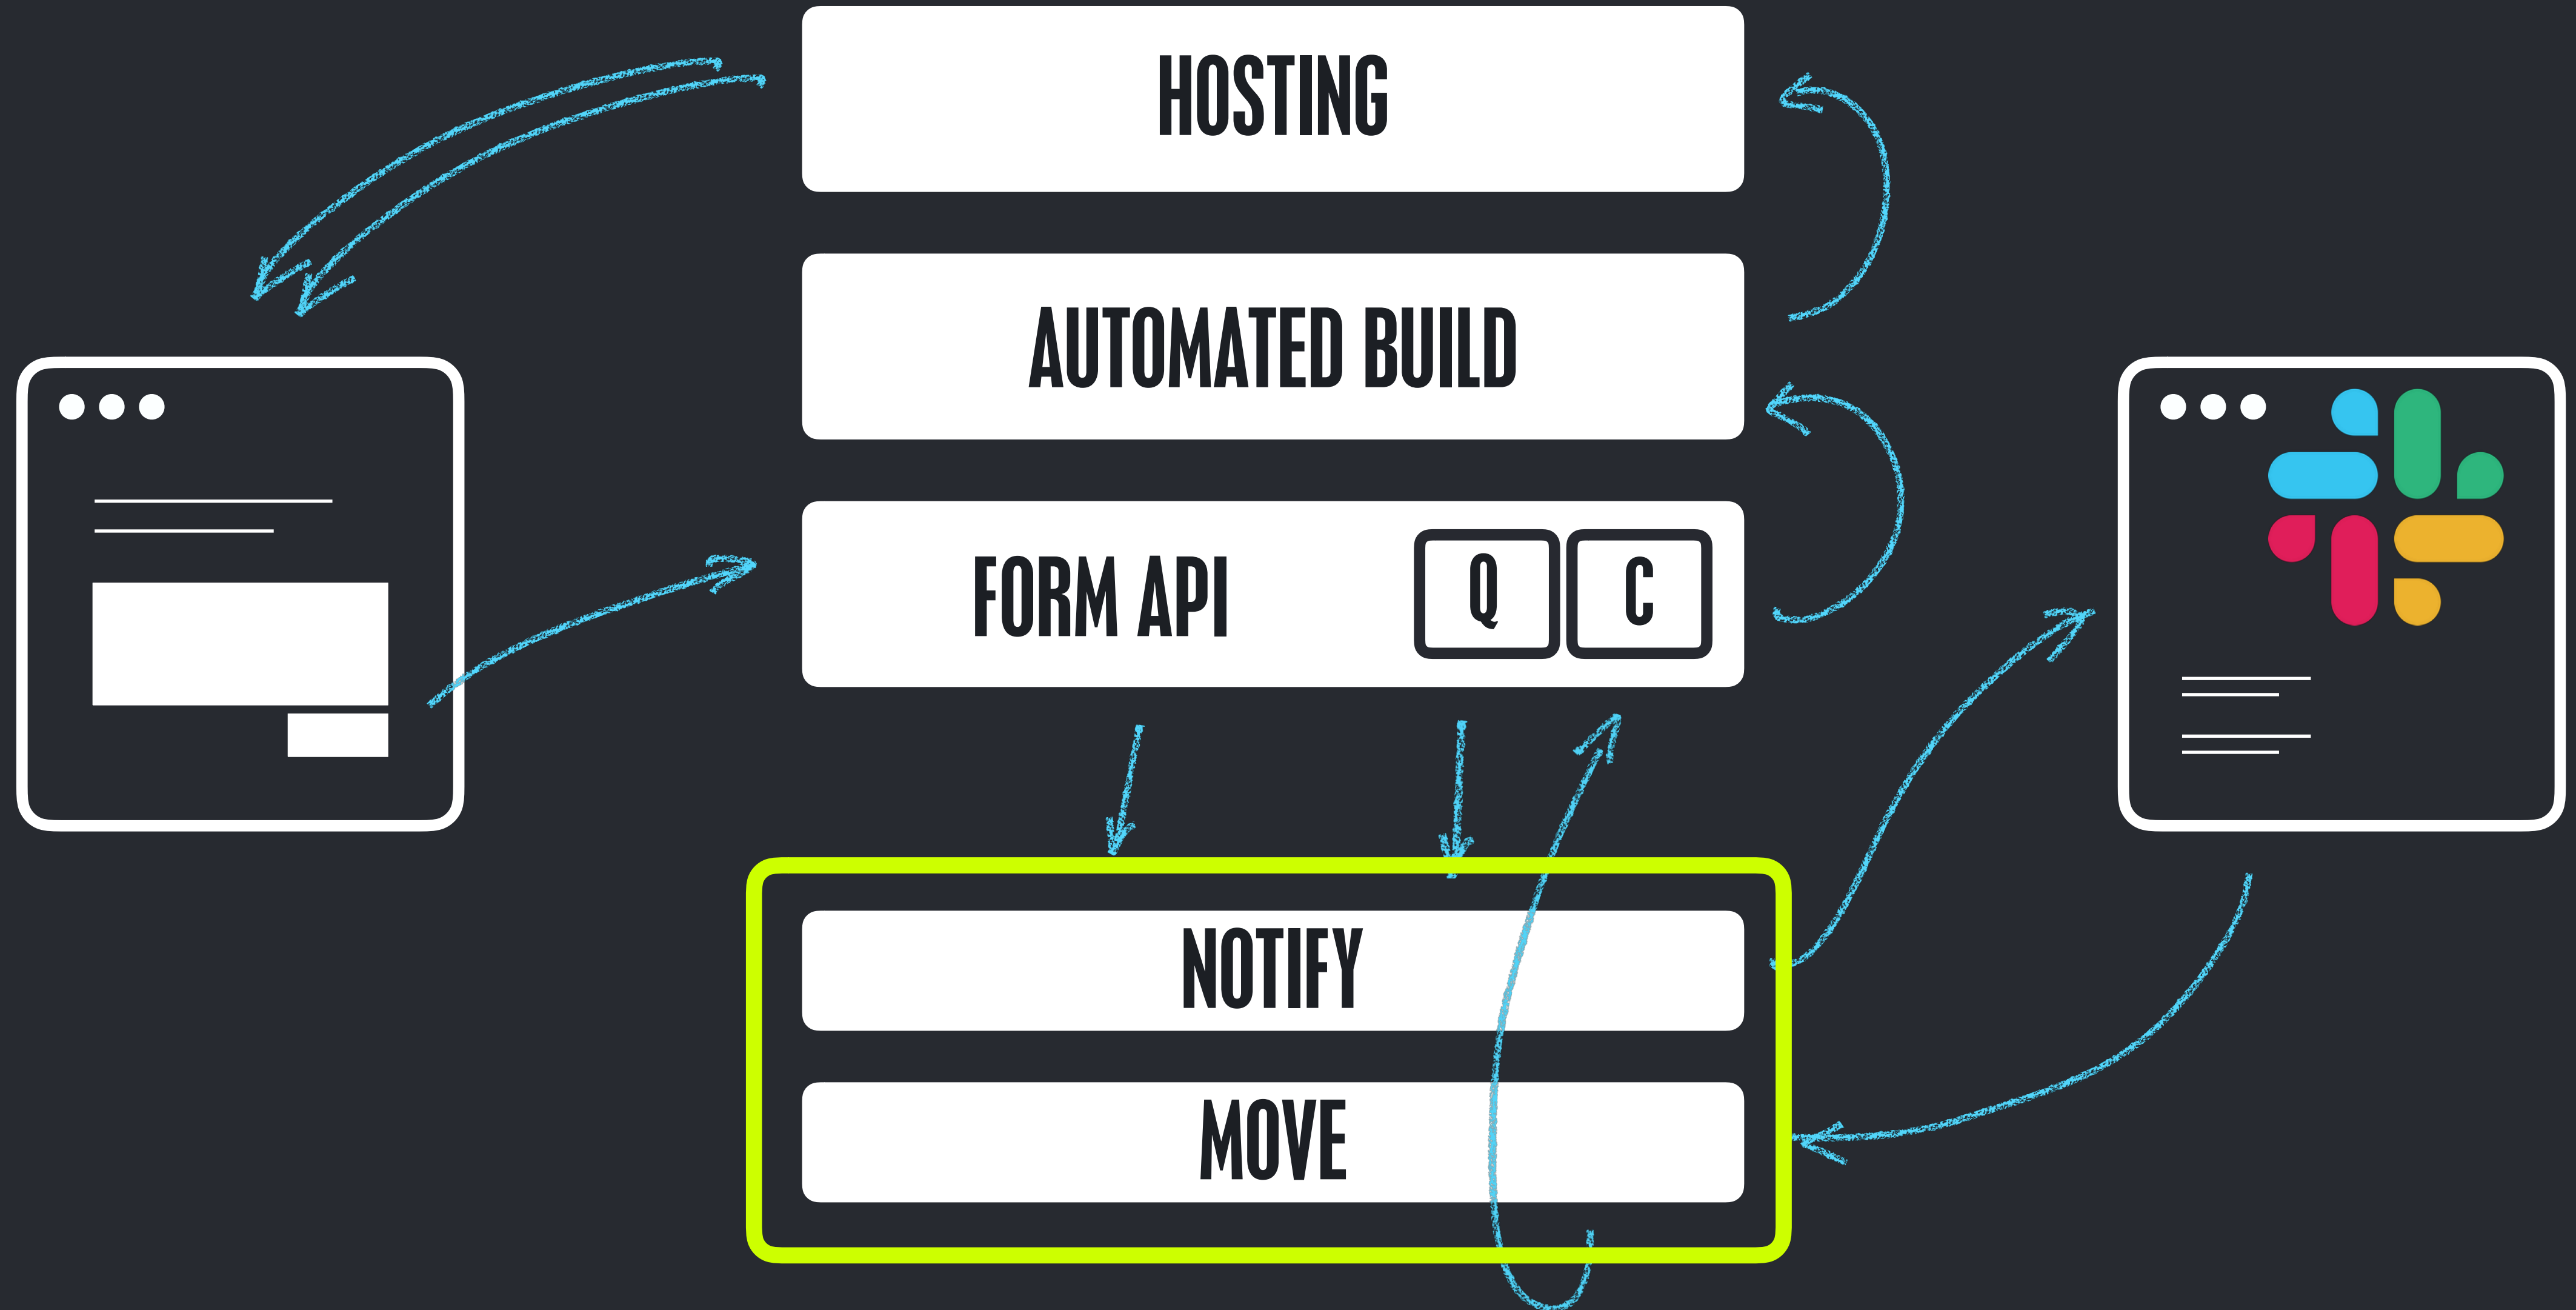 HOSTING
AUTOMATED BUILD
FORM API Q C
NOTIFY
MOVE